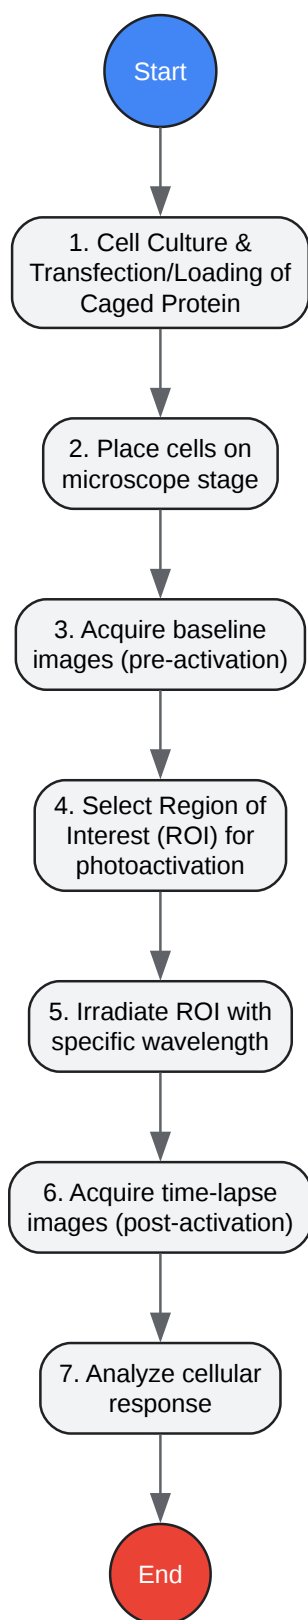 Start
1. Cell Culture &
Transfection/Loading of
Caged Protein
2. Place cells on
microscope stage
3. Acquire baseline
images (pre-activation)
4. Select Region of
Interest (ROI) for
photoactivation
5. Irradiate ROI with
specific wavelength
6. Acquire time-lapse
images (post-activation)
7. Analyze cellular
response
End